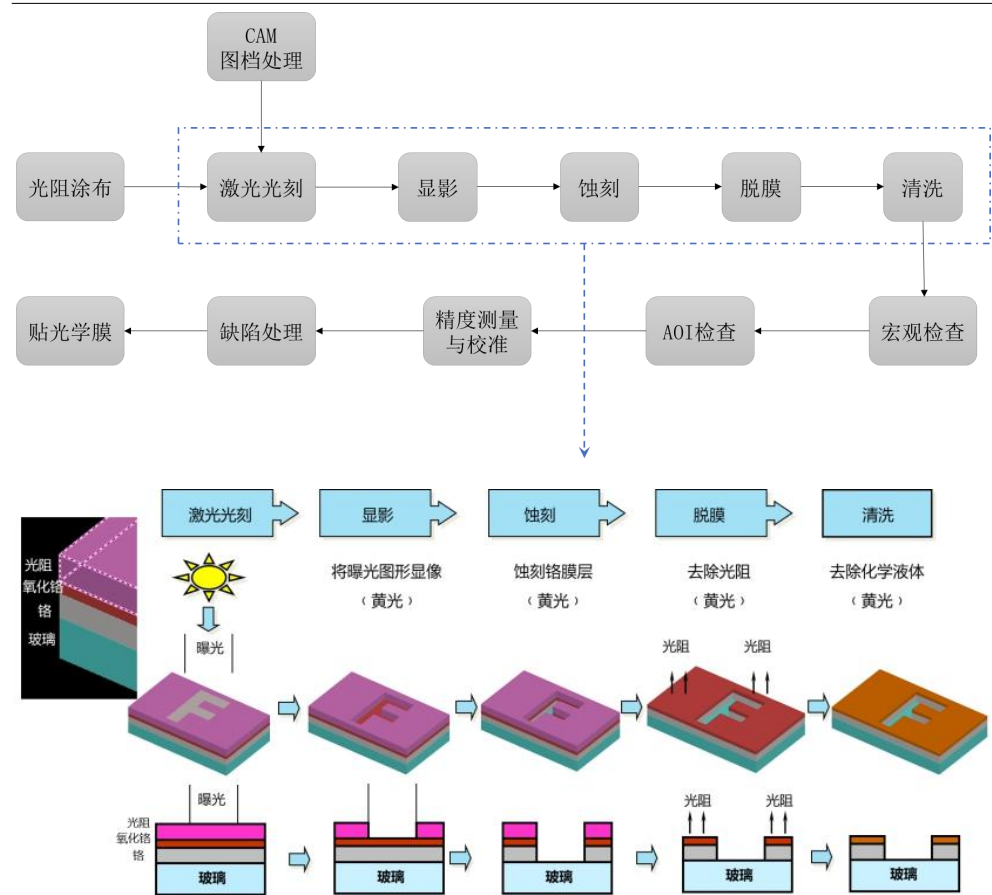 CAM
图档处理
光阻涂布
激光光刻
显影
蚀刻
脱膜
清洗
贴光学膜
缺陷处理
精度测量
与校准
AOI检查
宏观检查
激光光刻
显影
蚀刻
脱膜
清洗
光阻
氧化铬
铬
玻璃
将曝光图形显像
（黄光）
蚀刻铬膜层
（黄光）
去除光阻
（黄光）
去除化学液体
（黄光）
曝光
光阻
光阻
曝光
光阻
氧化铬
铬
玻璃
玻璃
玻璃
光阻
光阻
玻璃
玻璃